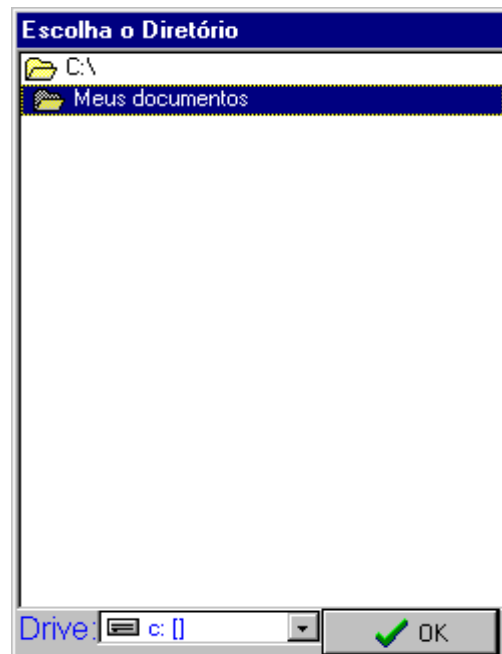 Escolha o Diretório
C:\
Meus documentos
Drive: c: [] OK